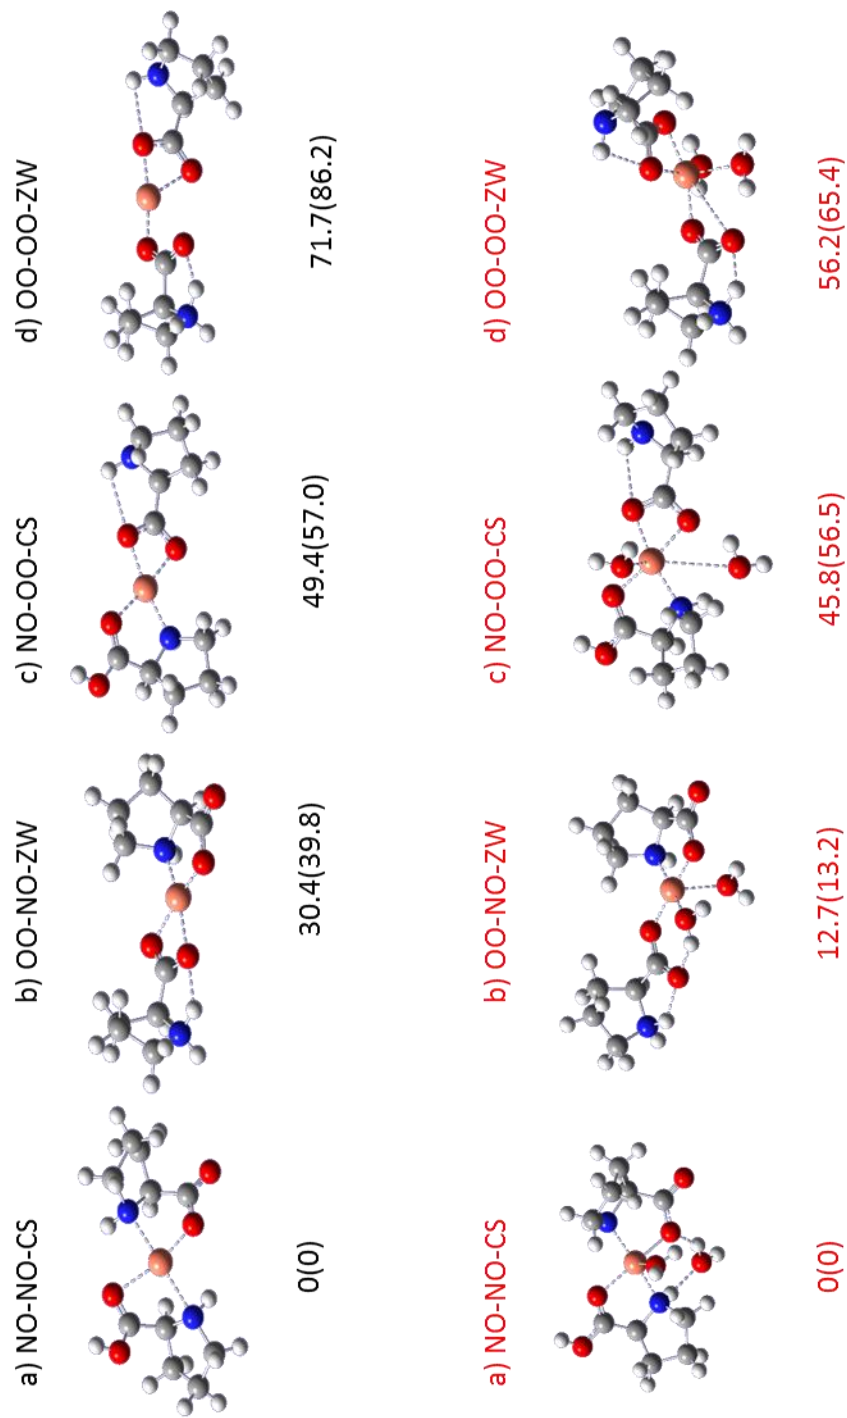 a) NO-NO-CS
b) OO-NO-ZW
c) NO-OO-CS
d) OO-OO-ZW
0(0)
30.4(39.8)
49.4(57.0)
71.7(86.2)
a) NO-NO-CS
b) OO-NO-ZW
c) NO-OO-CS
d) OO-OO-ZW
0(0)
12.7(13.2)
45.8(56.5)
56.2(65.4)